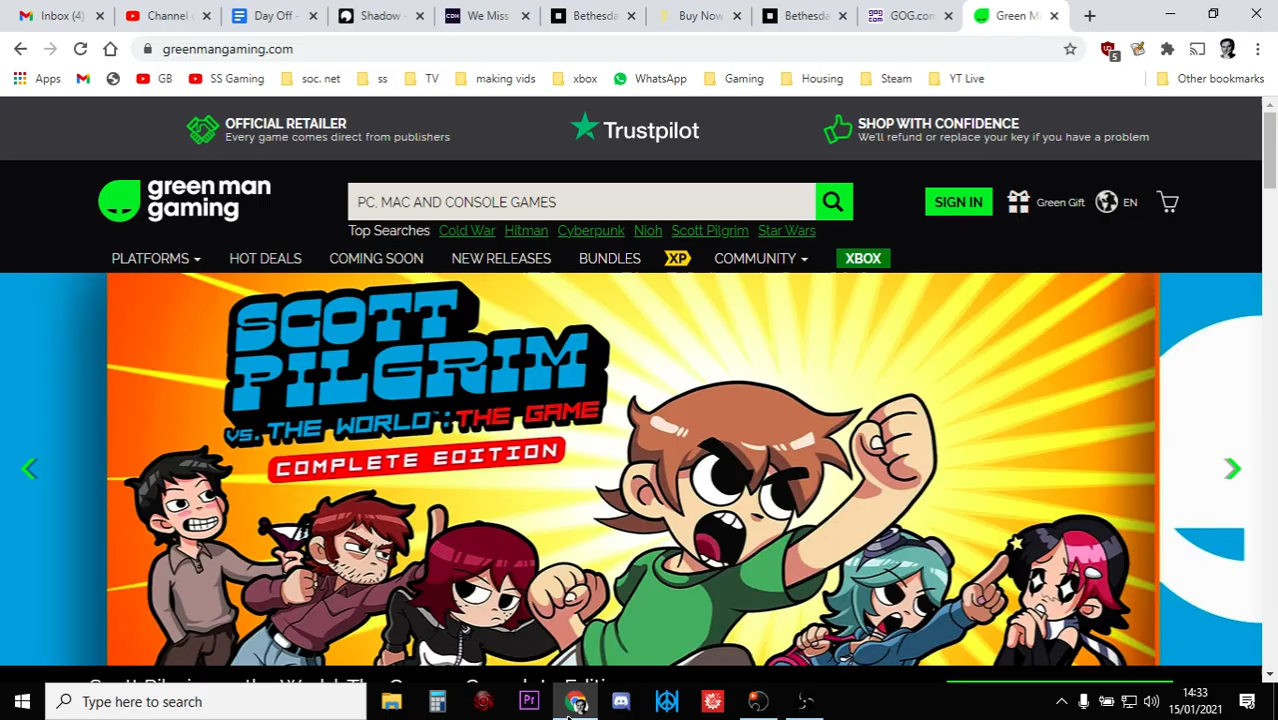 Inbox (4)
Channel
Day Off -
Shadow -
We Miss
Bethesda
Buy Now
Bethesda
GOG.com
Green M
greenmangaming.com
5
Apps
GB
SS Gaming
soc. net
ss
TV
making vids
xbox
WhatsApp
Gaming
Housing
Steam
YT Live
Other bookmarks
OFFICIAL RETAILER
Every game comes direct from publishers
Trustpilot
SHOP WITH CONFIDENCE
We'll refund or replace your key if you have a problem
green man
gaming
PC, MAC AND CONSOLE GAMES
SIGN IN
Green Gift
EN
Top Searches Cold War Hitman Cyberpunk Nioh Scott Pilgrim Star Wars
PLATFORMS
HOT DEALS
COMING SOON
NEW RELEASES
BUNDLES
XP
COMMUNITY
XBOX
SCOTT
PILGRIM
VS. THE WORLD™: THE GAME
COMPLETE EDITION
Type here to search
Pr
14:33
15/01/2021